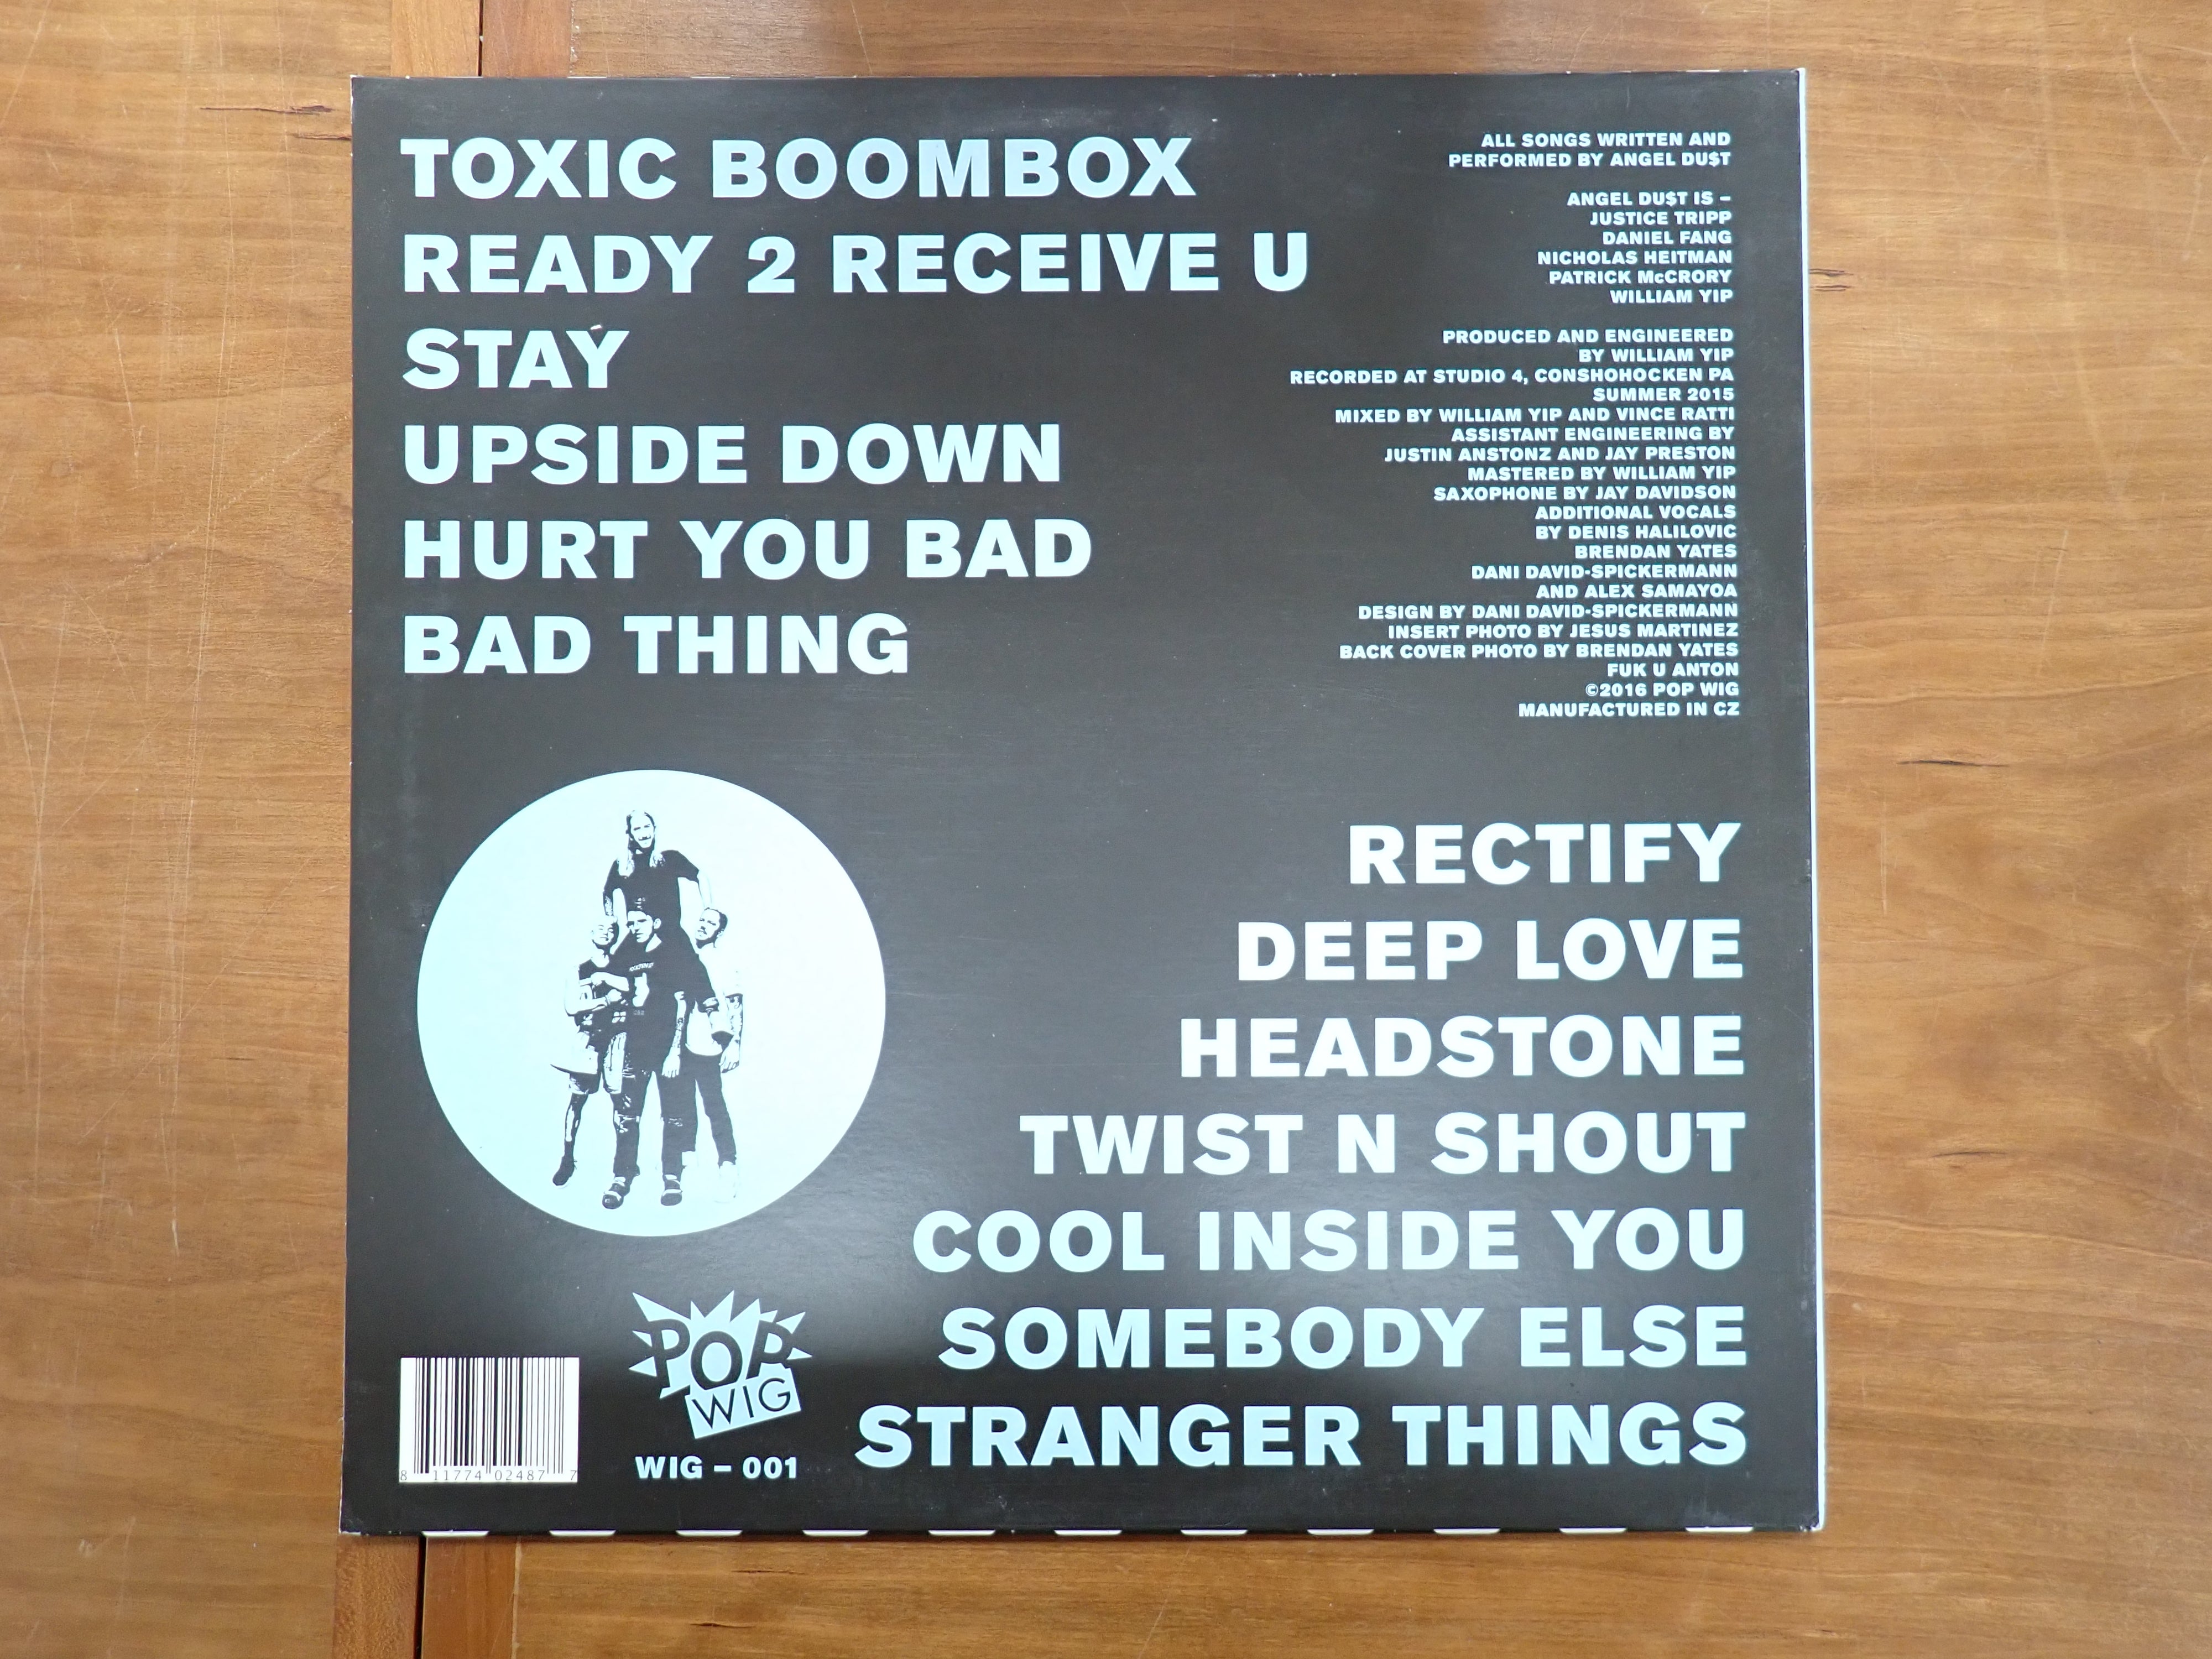 TOXIC BOOMBOX
READY 2 RECEIVE U
STAY
UPSIDE DOWN
HURT YOU BAD
BAD THING
ALL SONGS WRITTEN AND
PERFORMED BY ANGEL DU$T
ANGEL DU$T IS –
JUSTICE TRIPP
DANIEL FANG
NICHOLAS HEITMAN
PATRICK McCRORY
WILLIAM YIP
PRODUCED AND ENGINEERED
BY WILLIAM YIP
RECORDED AT STUDIO 4, CONSHOHOCKEN PA
SUMMER 2015
MIXED BY WILLIAM YIP AND VINCE RATTI
ASSISTANT ENGINEERING BY
JUSTIN ANSTONZ AND JAY PRESTON
MASTERED BY WILLIAM YIP
SAXOPHONE BY JAY DAVIDSON
ADDITIONAL VOCALS
BY DENIS HALILOVIC
BRENDAN YATES
DANI DAVID-SPICKERMANN
AND ALEX SAMAYOA
DESIGN BY DANI DAVID-SPICKERMANN
INSERT PHOTO BY JESUS MARTINEZ
BACK COVER PHOTO BY BRENDAN YATES
FUK U ANTON
©2016 POP WIG
MANUFACTURED IN CZ
RECTIFY
DEEP LOVE
HEADSTONE
TWIST N SHOUT
COOL INSIDE YOU
SOMEBODY ELSE
STRANGER THINGS
POP
WIG
WIG – 001
8 11774 02487 7